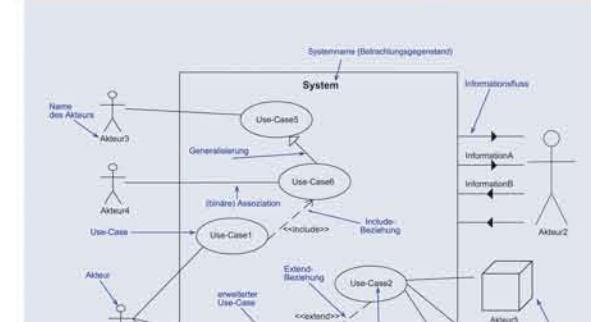 Systemname (Betrachtungsgegenstand)
System
Informationsfluss
Name
des Akteurs
Akteur3
Use-Case5
Generalisierung
InformationA
Use-Case6
InformationB
Akteur4
(binäre) Assoziation
Use-Case
Use-Case1
<<include>>
Include-
Beziehung
Akteur2
Akteur
Extend-
Beziehung
Use-Case2
erweiterter
Use-Case
<<extend>>
Akteur5